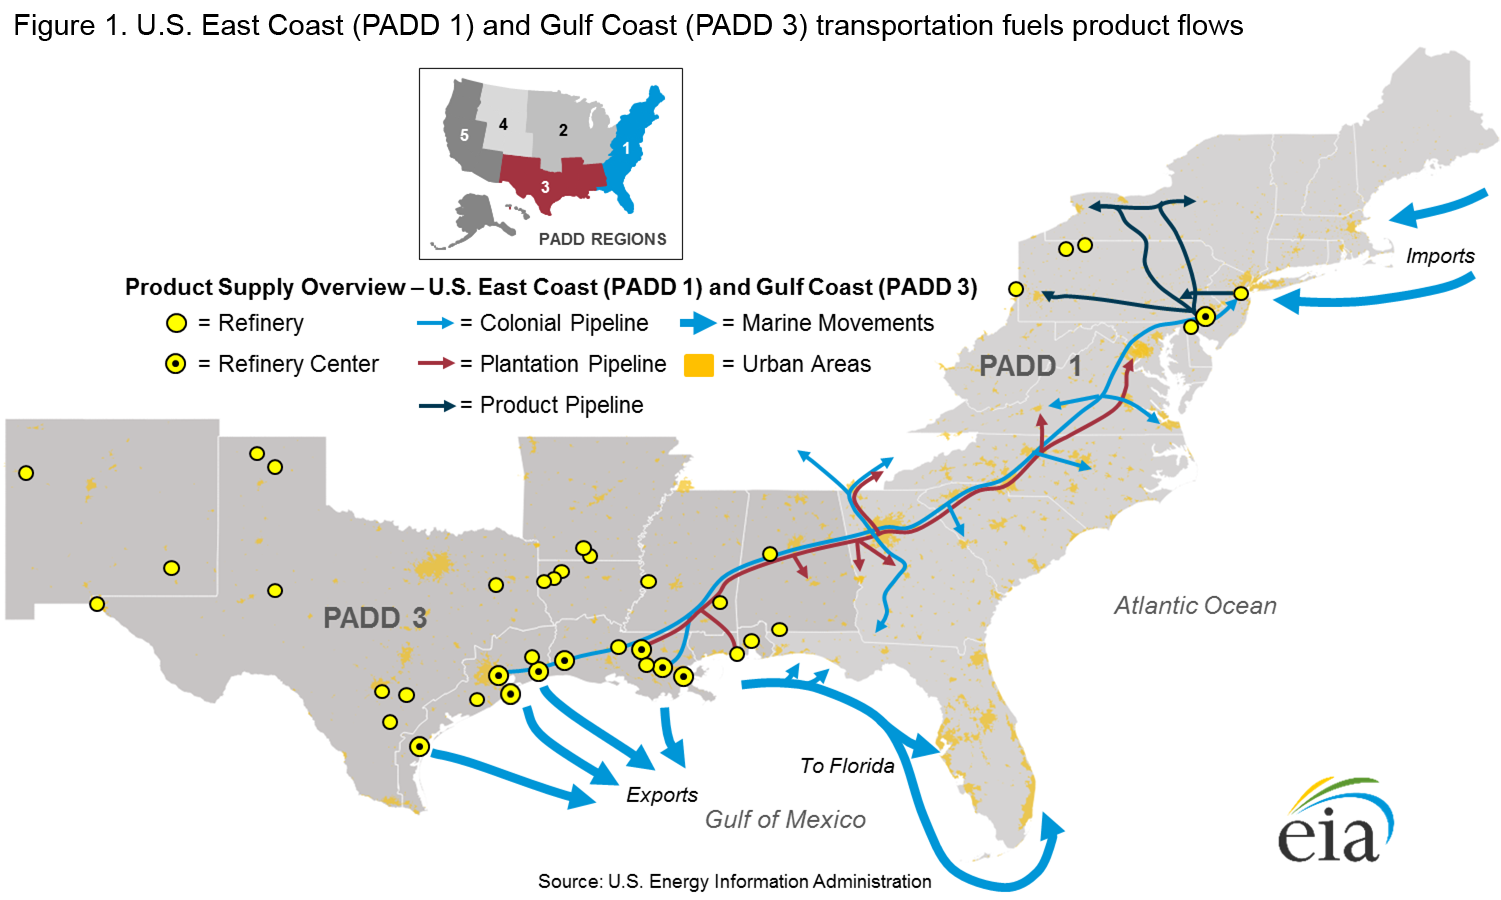 Figure 1. U.S. East Coast (PADD 1) and Gulf Coast (PADD 3) transportation fuels product flows
5
4
2
1
3
PADD REGIONS
Imports
Product Supply Overview – U.S. East Coast (PADD 1) and Gulf Coast (PADD 3)
= Refinery
= Colonial Pipeline
= Marine Movements
= Refinery Center
= Plantation Pipeline
= Urban Areas
= Product Pipeline
PADD 1
PADD 3
Atlantic Ocean
To Florida
Exports
Gulf of Mexico
eia
Source: U.S. Energy Information Administration